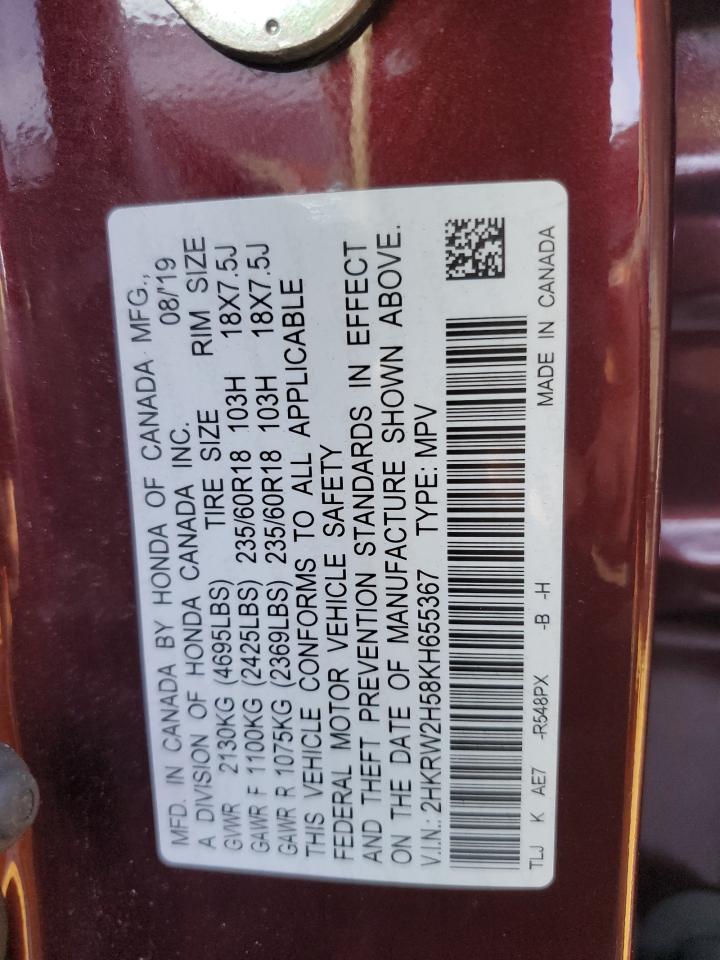 MFD. IN CANADA BY HONDA OF CANADA MFG.,
A DIVISION OF HONDA CANADA INC. 08/'19
GVWR 2130KG (4695LBS) TIRE SIZE RIM SIZE
GAWR F 1100KG (2425LBS) 235/60R18 103H 18X7.5J
GAWR R 1075KG (2369LBS) 235/60R18 103H 18X7.5J
THIS VEHICLE CONFORMS TO ALL APPLICABLE
FEDERAL MOTOR VEHICLE SAFETY
AND THEFT PREVENTION STANDARDS IN EFFECT
ON THE DATE OF MANUFACTURE SHOWN ABOVE.
V.I.N.: 2HKRW2H58KH655367 TYPE: MPV
TLJ K AE7 -R548PX -B -H MADE IN CANADA